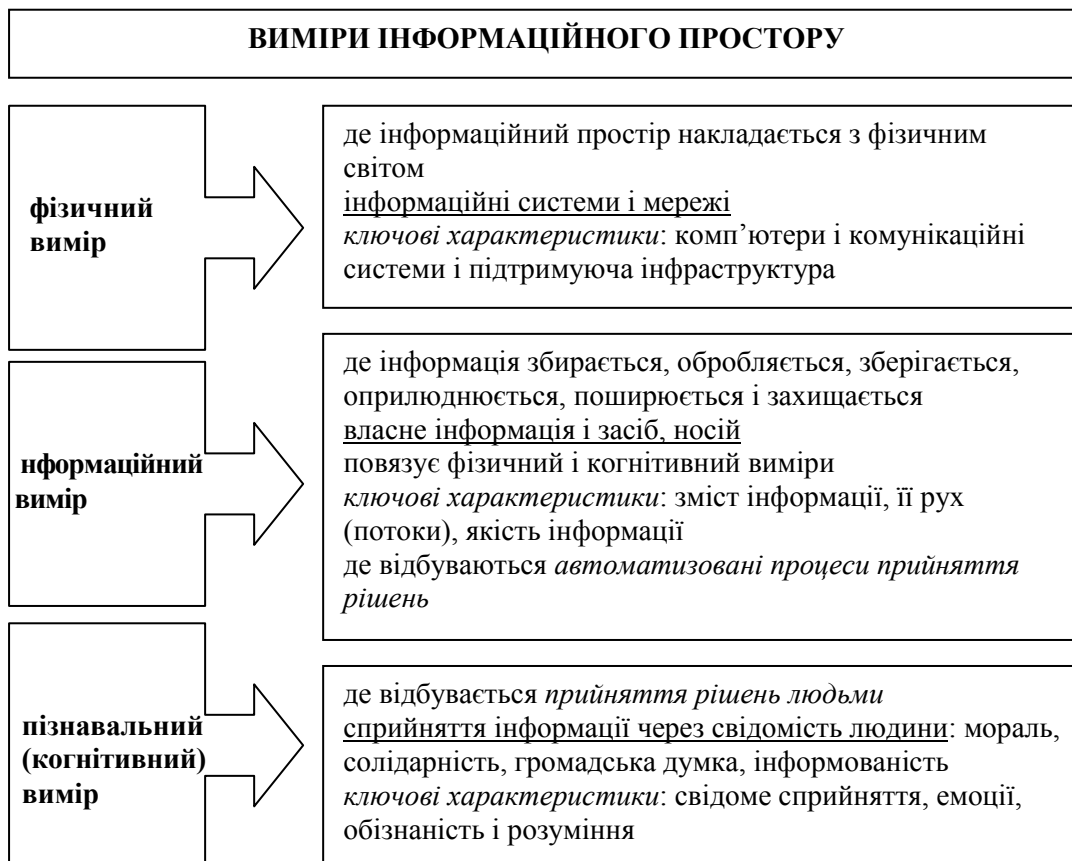 ВИМІРИ ІНФОРМАЦІЙНОГО ПРОСТОРУ
фізичний
вимір
де інформаційний простір накладається з фізичним
світом
інформаційні системи і мережі
ключові характеристики: комп’ютери і комунікаційні
системи і підтримуюча інфраструктура
нформаційний
вимір
де інформація збирається, обробляється, зберігається,
оприлюднюється, поширюється і захищається
власне інформація і засіб, носій
повязує фізичний і когнітивний виміри
ключові характеристики: зміст інформації, її рух
(потоки), якість інформації
де відбуваються автоматизовані процеси прийняття
рішень
пізнавальний
(когнітивний)
вимір
де відбувається прийняття рішень людьми
сприйняття інформації через свідомість людини: мораль,
солідарність, громадська думка, інформованість
ключові характеристики: свідоме сприйняття, емоції,
обізнаність і розуміння